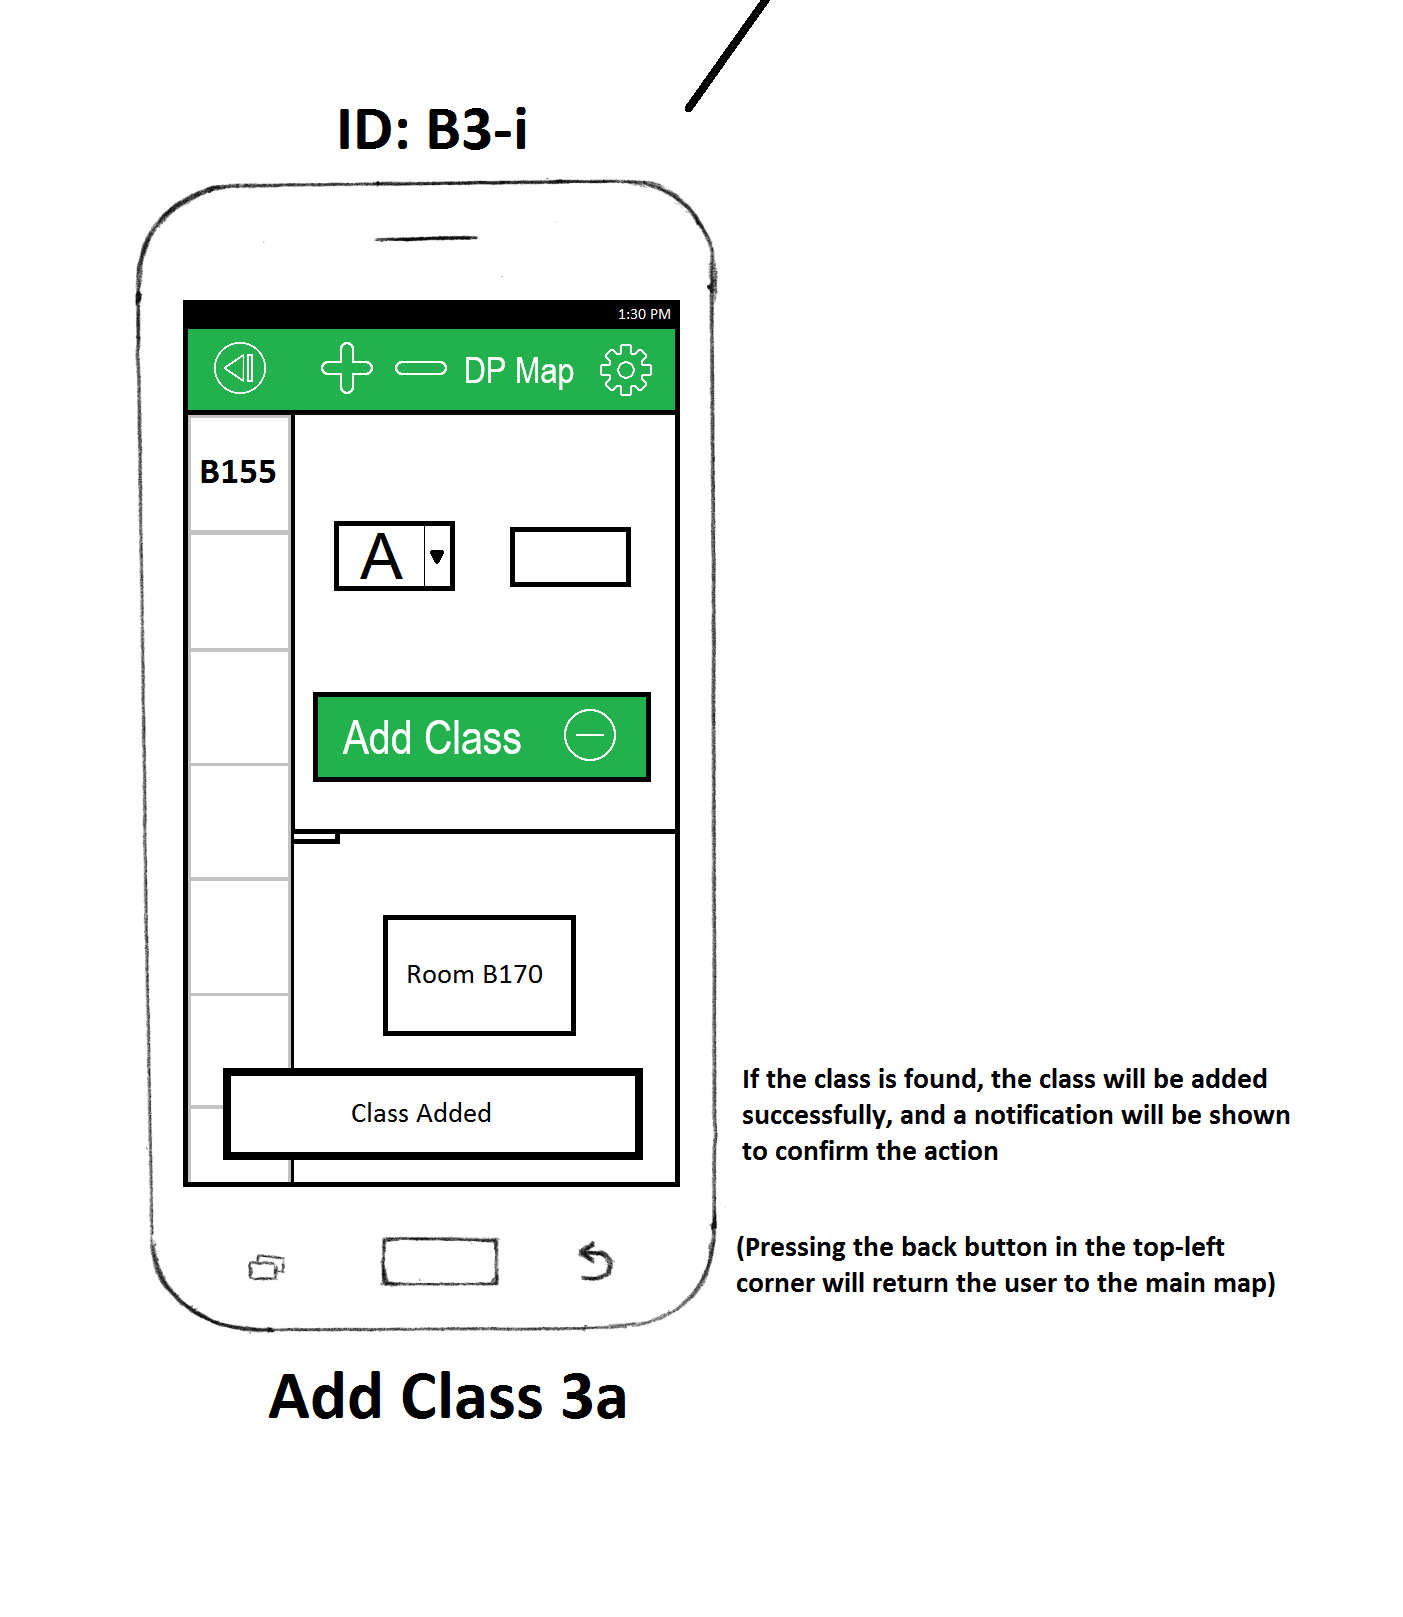 ID: B3-i
1:30 PM
DP Map
B155
A
Add Class
Room B170
Class Added
If the class is found, the class will be added
successfully, and a notification will be shown
to confirm the action
(Pressing the back button in the top-left
corner will return the user to the main map)
Add Class 3a